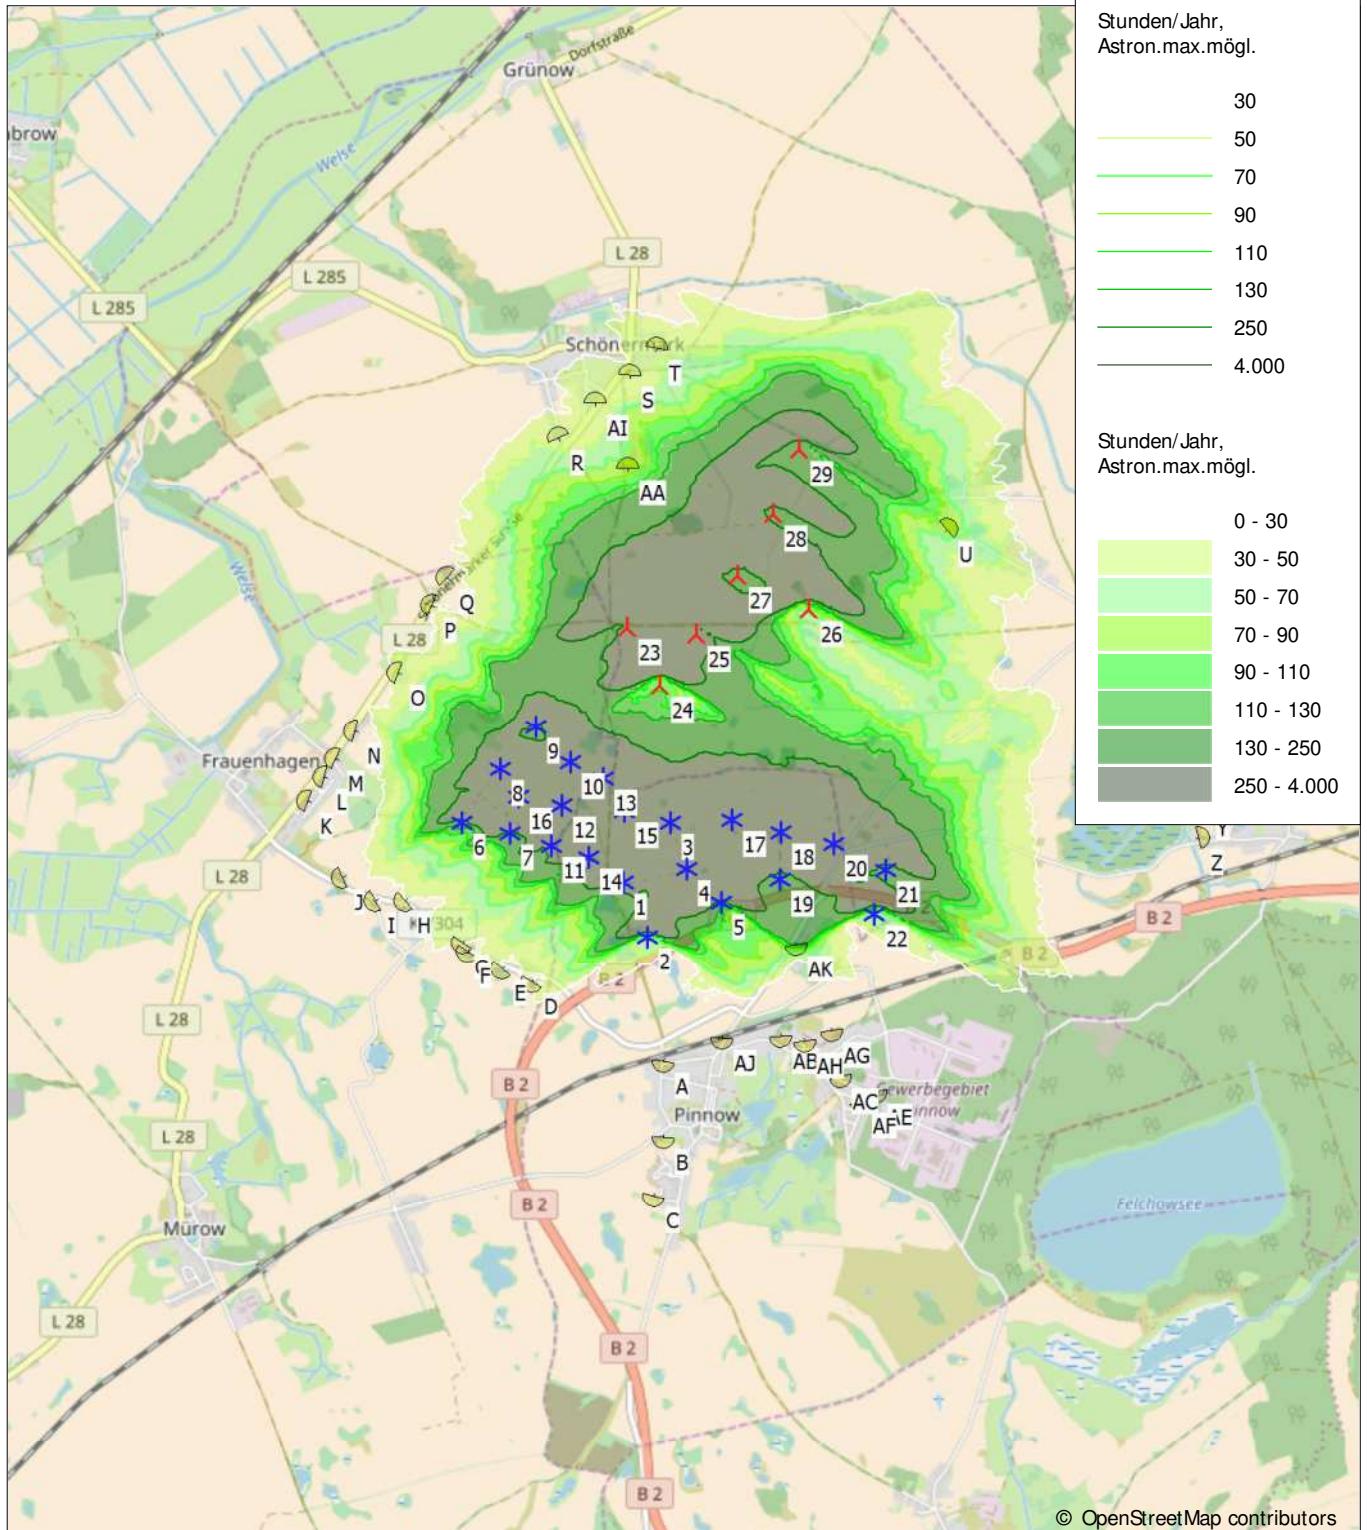 Stunden/Jahr,
Astron.max.mögl.
30
50
70
90
110
130
250
4.000
Stunden/Jahr,
Astron.max.mögl.
0 - 30
30 - 50
50 - 70
70 - 90
90 - 110
110 - 130
130 - 250
250 - 4.000
Dorfstraße
Grünow
Welse
L 28
L 285
L 285
Schönermark
T
S
AI
R
AA
29
28
U
27
26
23
25
24
Welse
Q
P
L 28
O
N
Frauenhagen
M
L
K
9
10
8
13
16
12
15
6
7
3
17
18
11
14
20
21
1
4
19
5
22
2
L 28
J
I
H
F
E
D
B 2
AK
B 2
B 2
Y
Z
L 28
AJ
AB
AH
AG
A
AC
AF
AE
Gewerbegebiet
Pinnow
B 2
L 28
B
C
B 2
Felchowsee
Mürow
L 28
B 2
B 2
© OpenStreetMap contributors